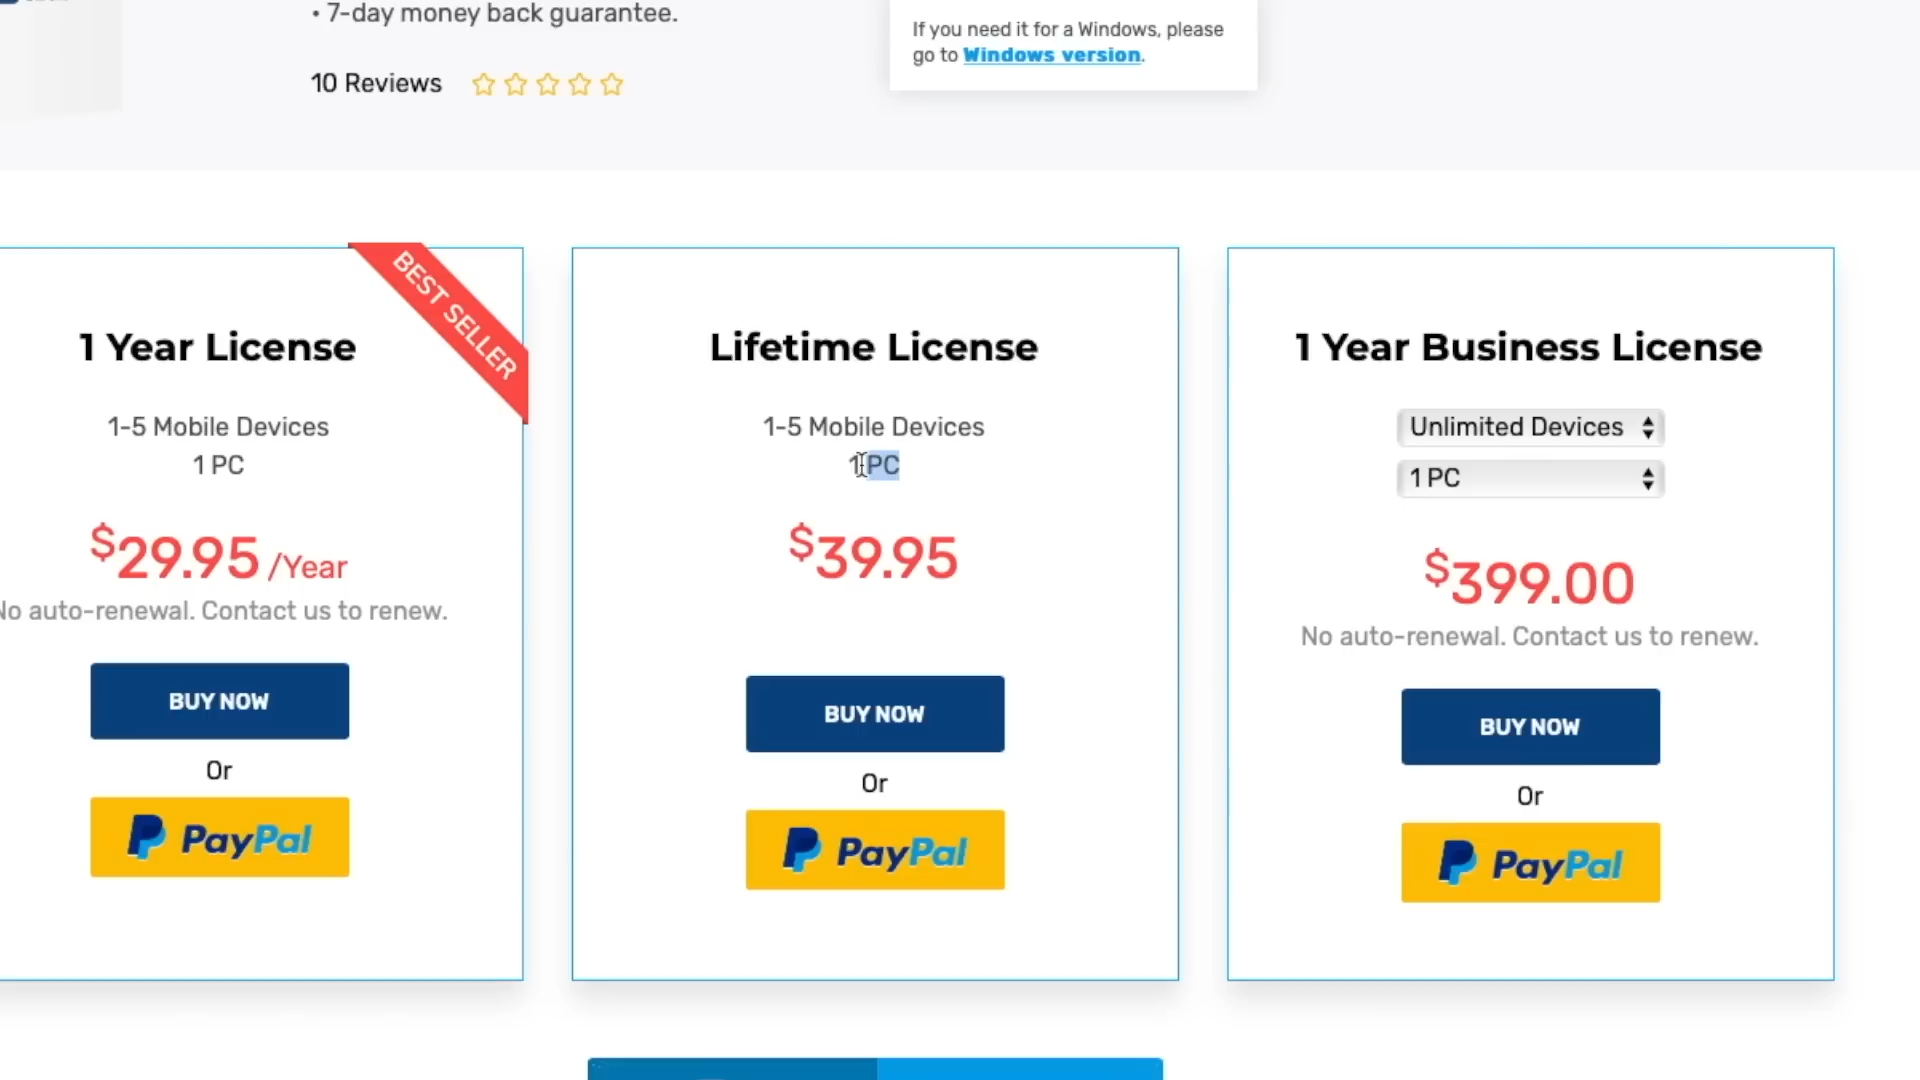 • 7-day money back guarantee.
If you need it for a Windows, please
go to Windows version.
10 Reviews
BEST SELLER
1 Year License
1-5 Mobile Devices
1 PC
$29.95 /Year
No auto-renewal. Contact us to renew.
BUY NOW
Or
PayPal
Lifetime License
1-5 Mobile Devices
1 PC
$39.95
BUY NOW
Or
PayPal
1 Year Business License
Unlimited Devices
1 PC
$399.00
No auto-renewal. Contact us to renew.
BUY NOW
Or
PayPal